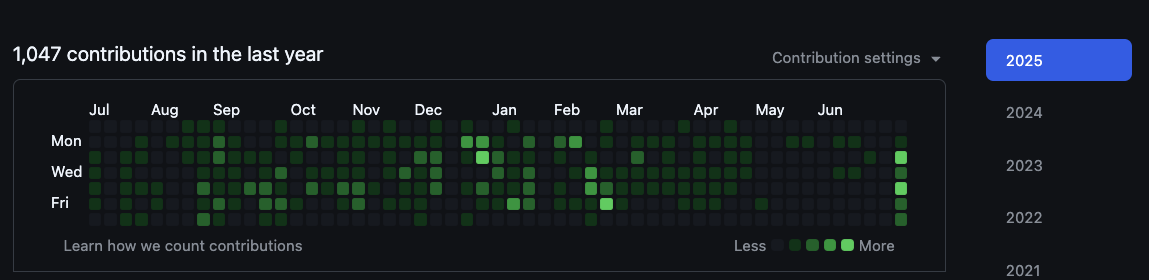 1,047 contributions in the last year
Contribution settings
Jul Aug Sep Oct Nov Dec Jan Feb Mar Apr May Jun
Mon
Wed
Fri
Learn how we count contributions
Less More
2025
2024
2023
2022
2021